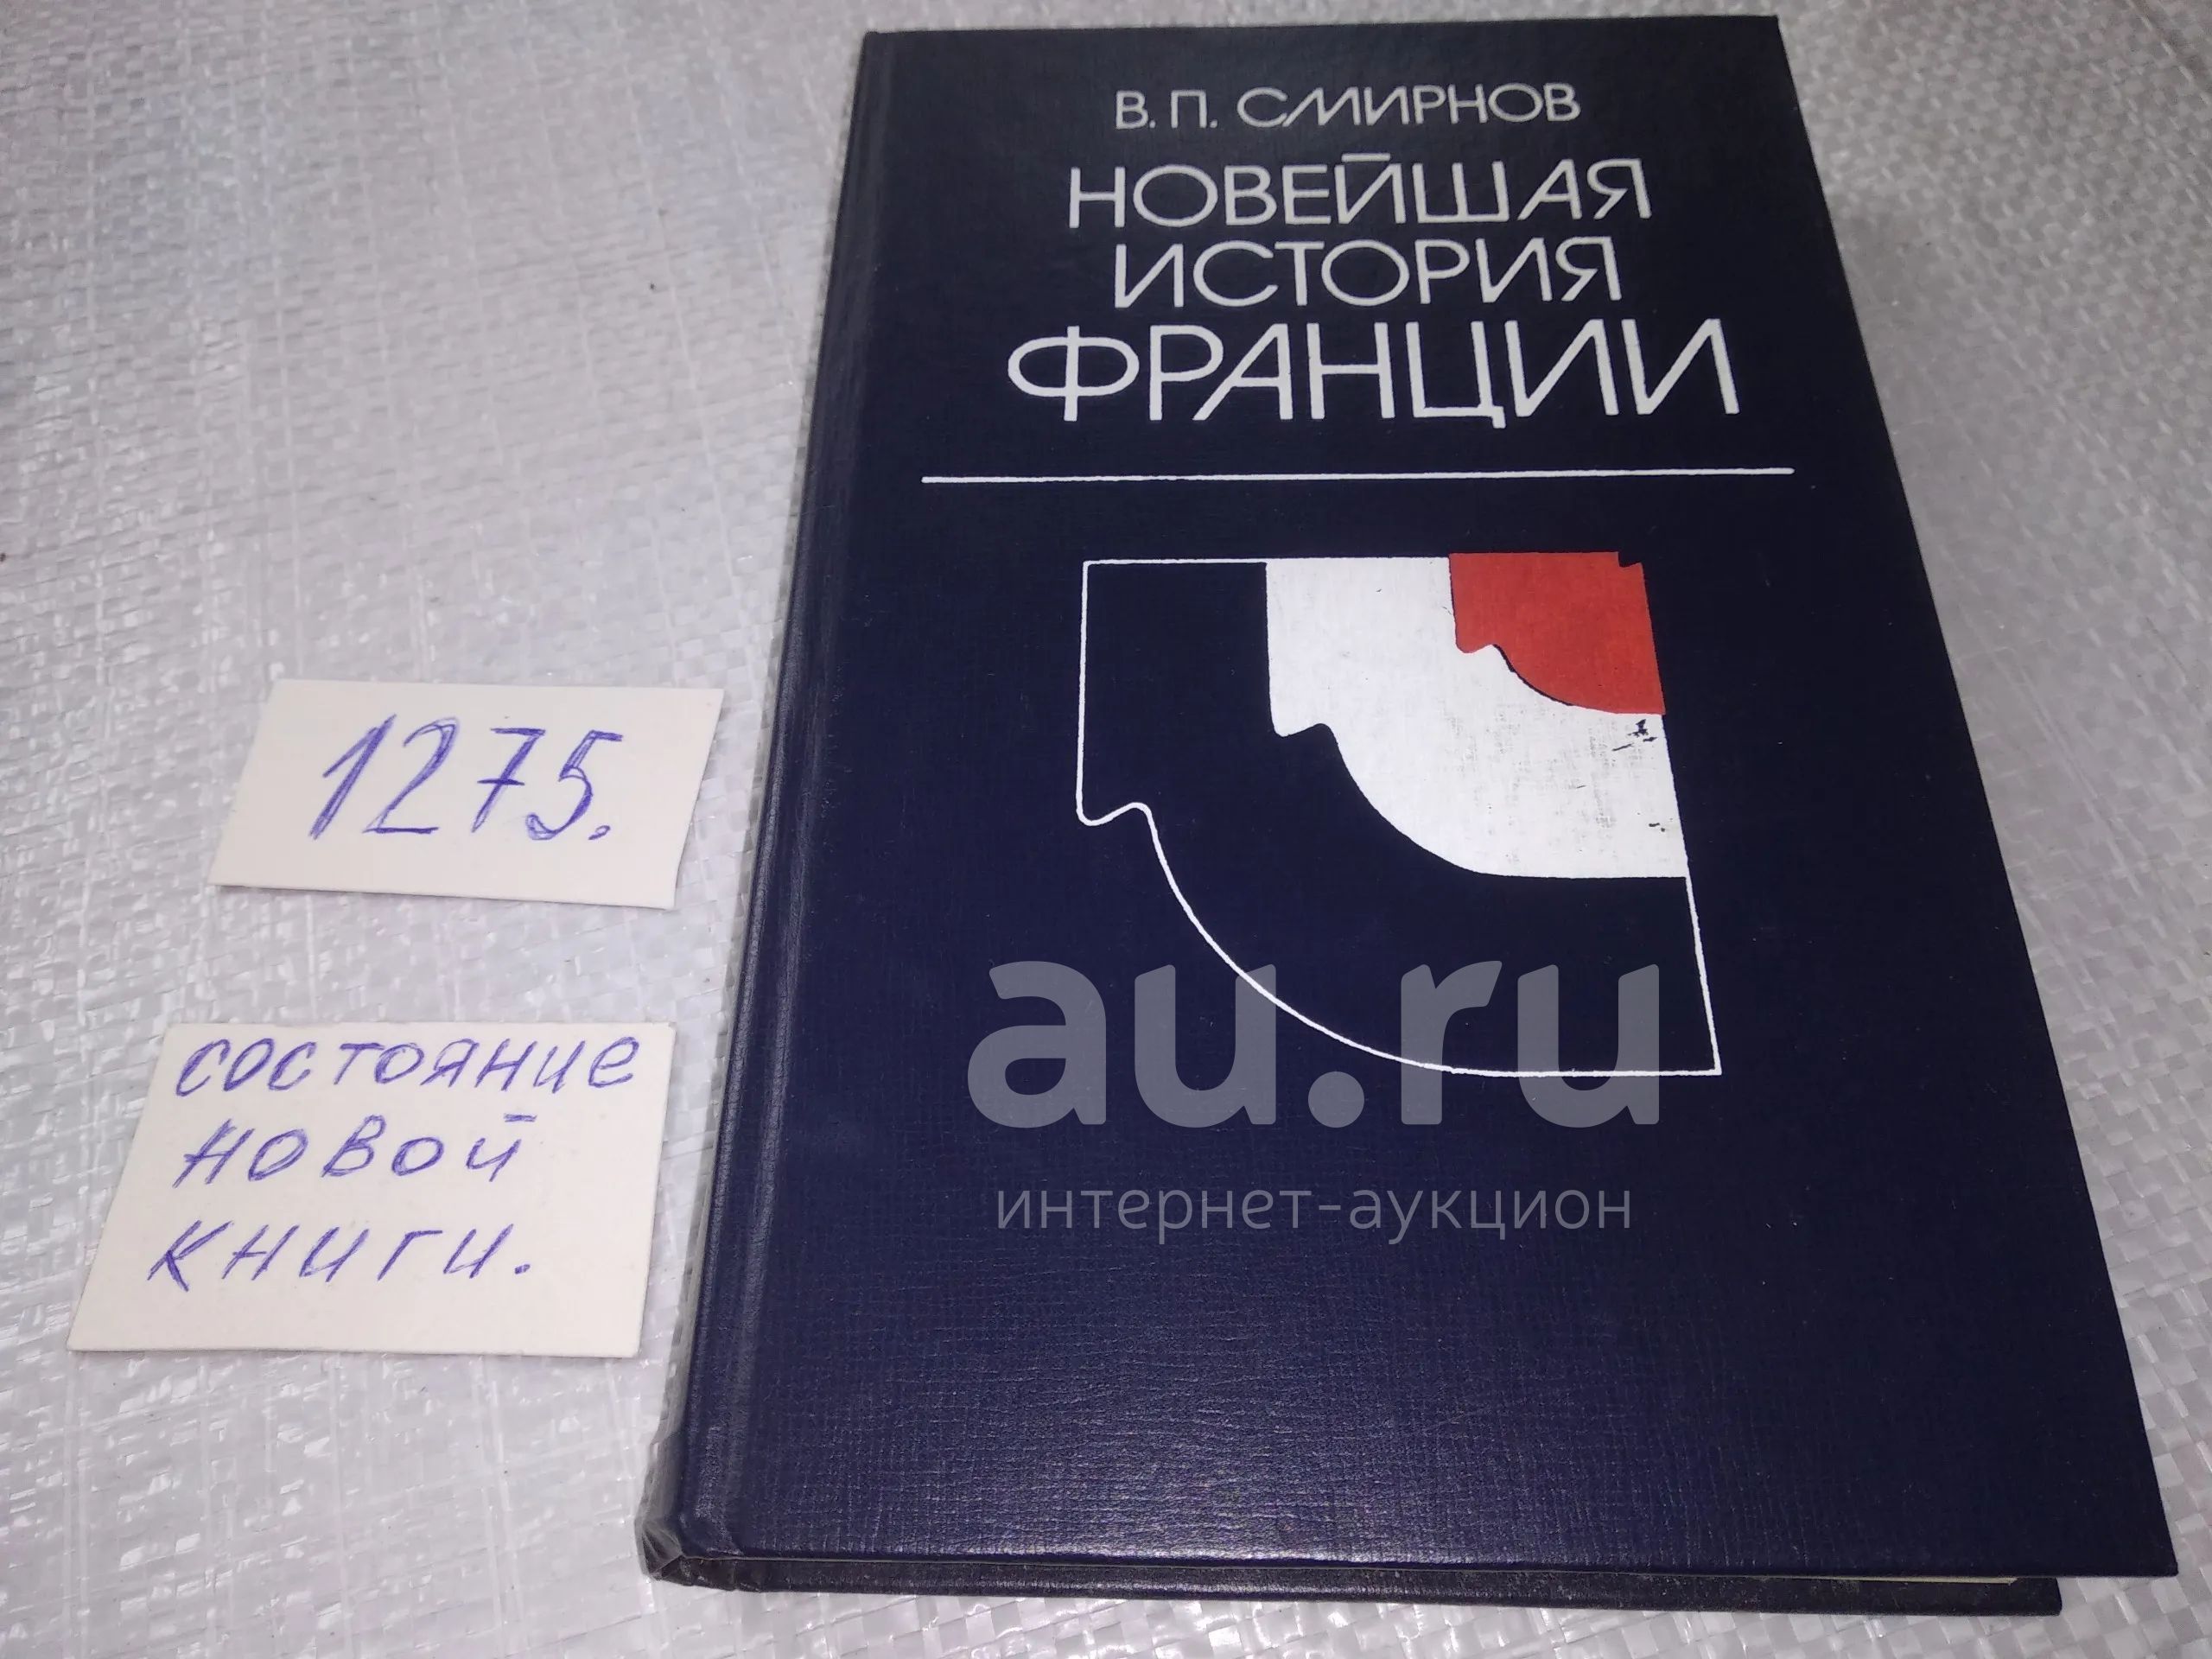 В. П. СМИРНОВ
НОВЕЙШАЯ
ИСТОРИЯ
ФРАНЦИИ
1275.
состояние
новой
книги.
au.ru
интернет-аукцион